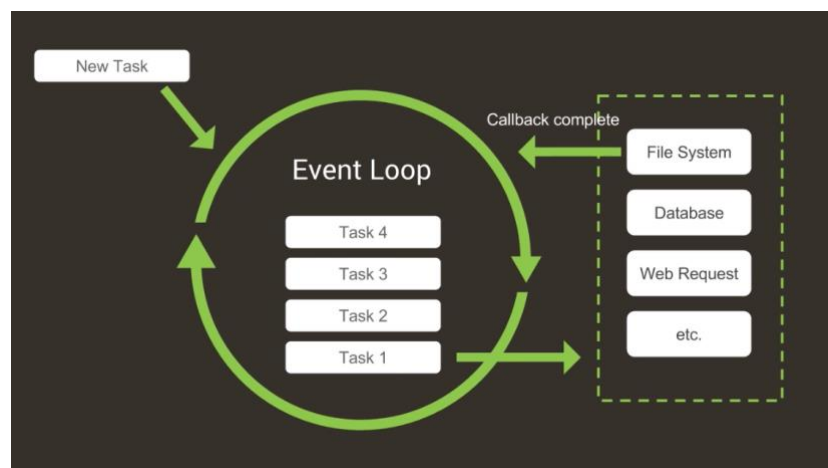 New Task
Callback complete
File System
Event Loop
Database
Task 4
Task 3
Web Request
Task 2
etc.
Task 1